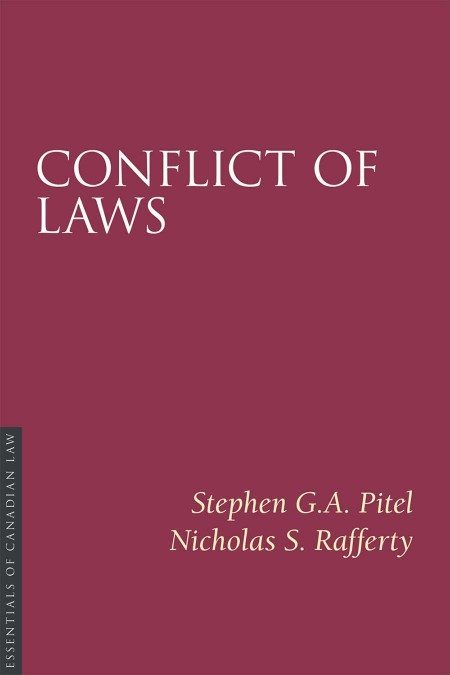 CONFLICT OF
LAWS
Stephen G.A. Pitel
Nicholas S. Rafferty
ESSENTIALS OF CANADIAN LAW